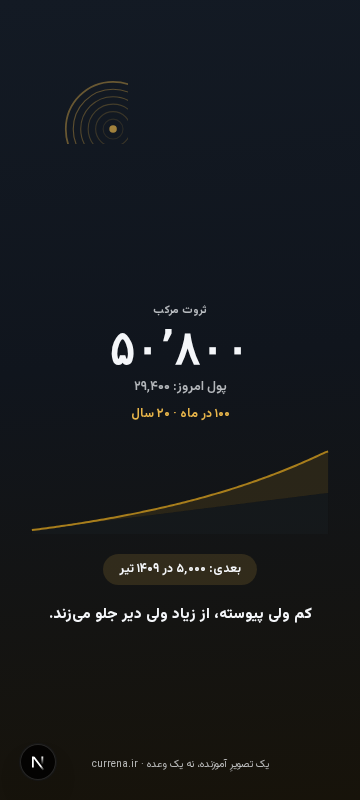 ثروت مرکب
۵۰٬۸۰۰
پول امروز: ۲۹,۴۰۰
۱۰۰ در ماه · ۲۰ سال
بعدی: ۵,۰۰۰ در ۱۴۰۹ تیر
کم ولی پیوسته، از زیاد ولی دیر جلو می‌زند.
یک تصویرِ آموزنده، نه یک وعده · currena.ir
N